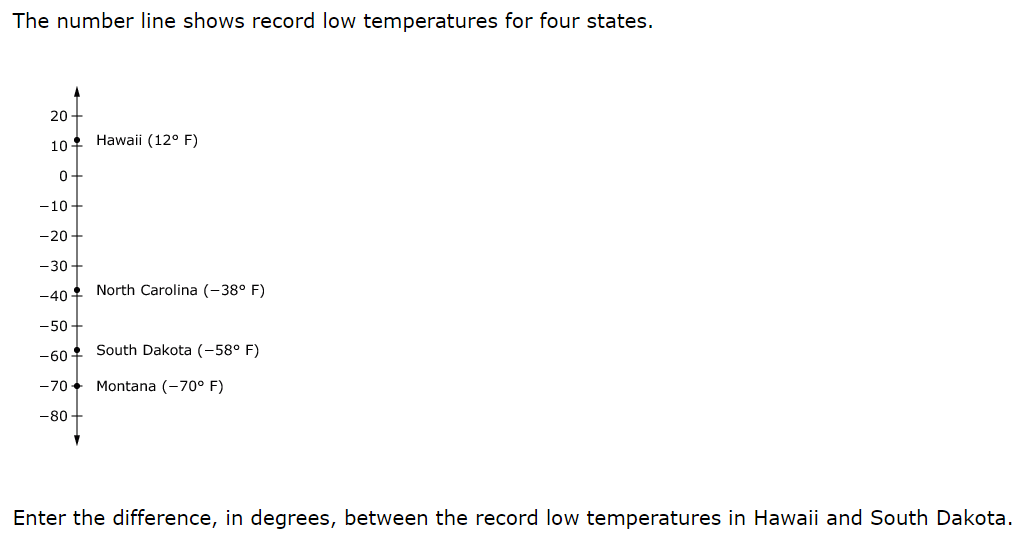 The number line shows record low temperatures for four states.
20
Hawaii (12° F)
10
0
−10
−20
−30
North Carolina (−38° F)
−40
−50
South Dakota (−58° F)
−60
−70 Montana (−70° F)
−80
Enter the difference, in degrees, between the record low temperatures in Hawaii and South Dakota.